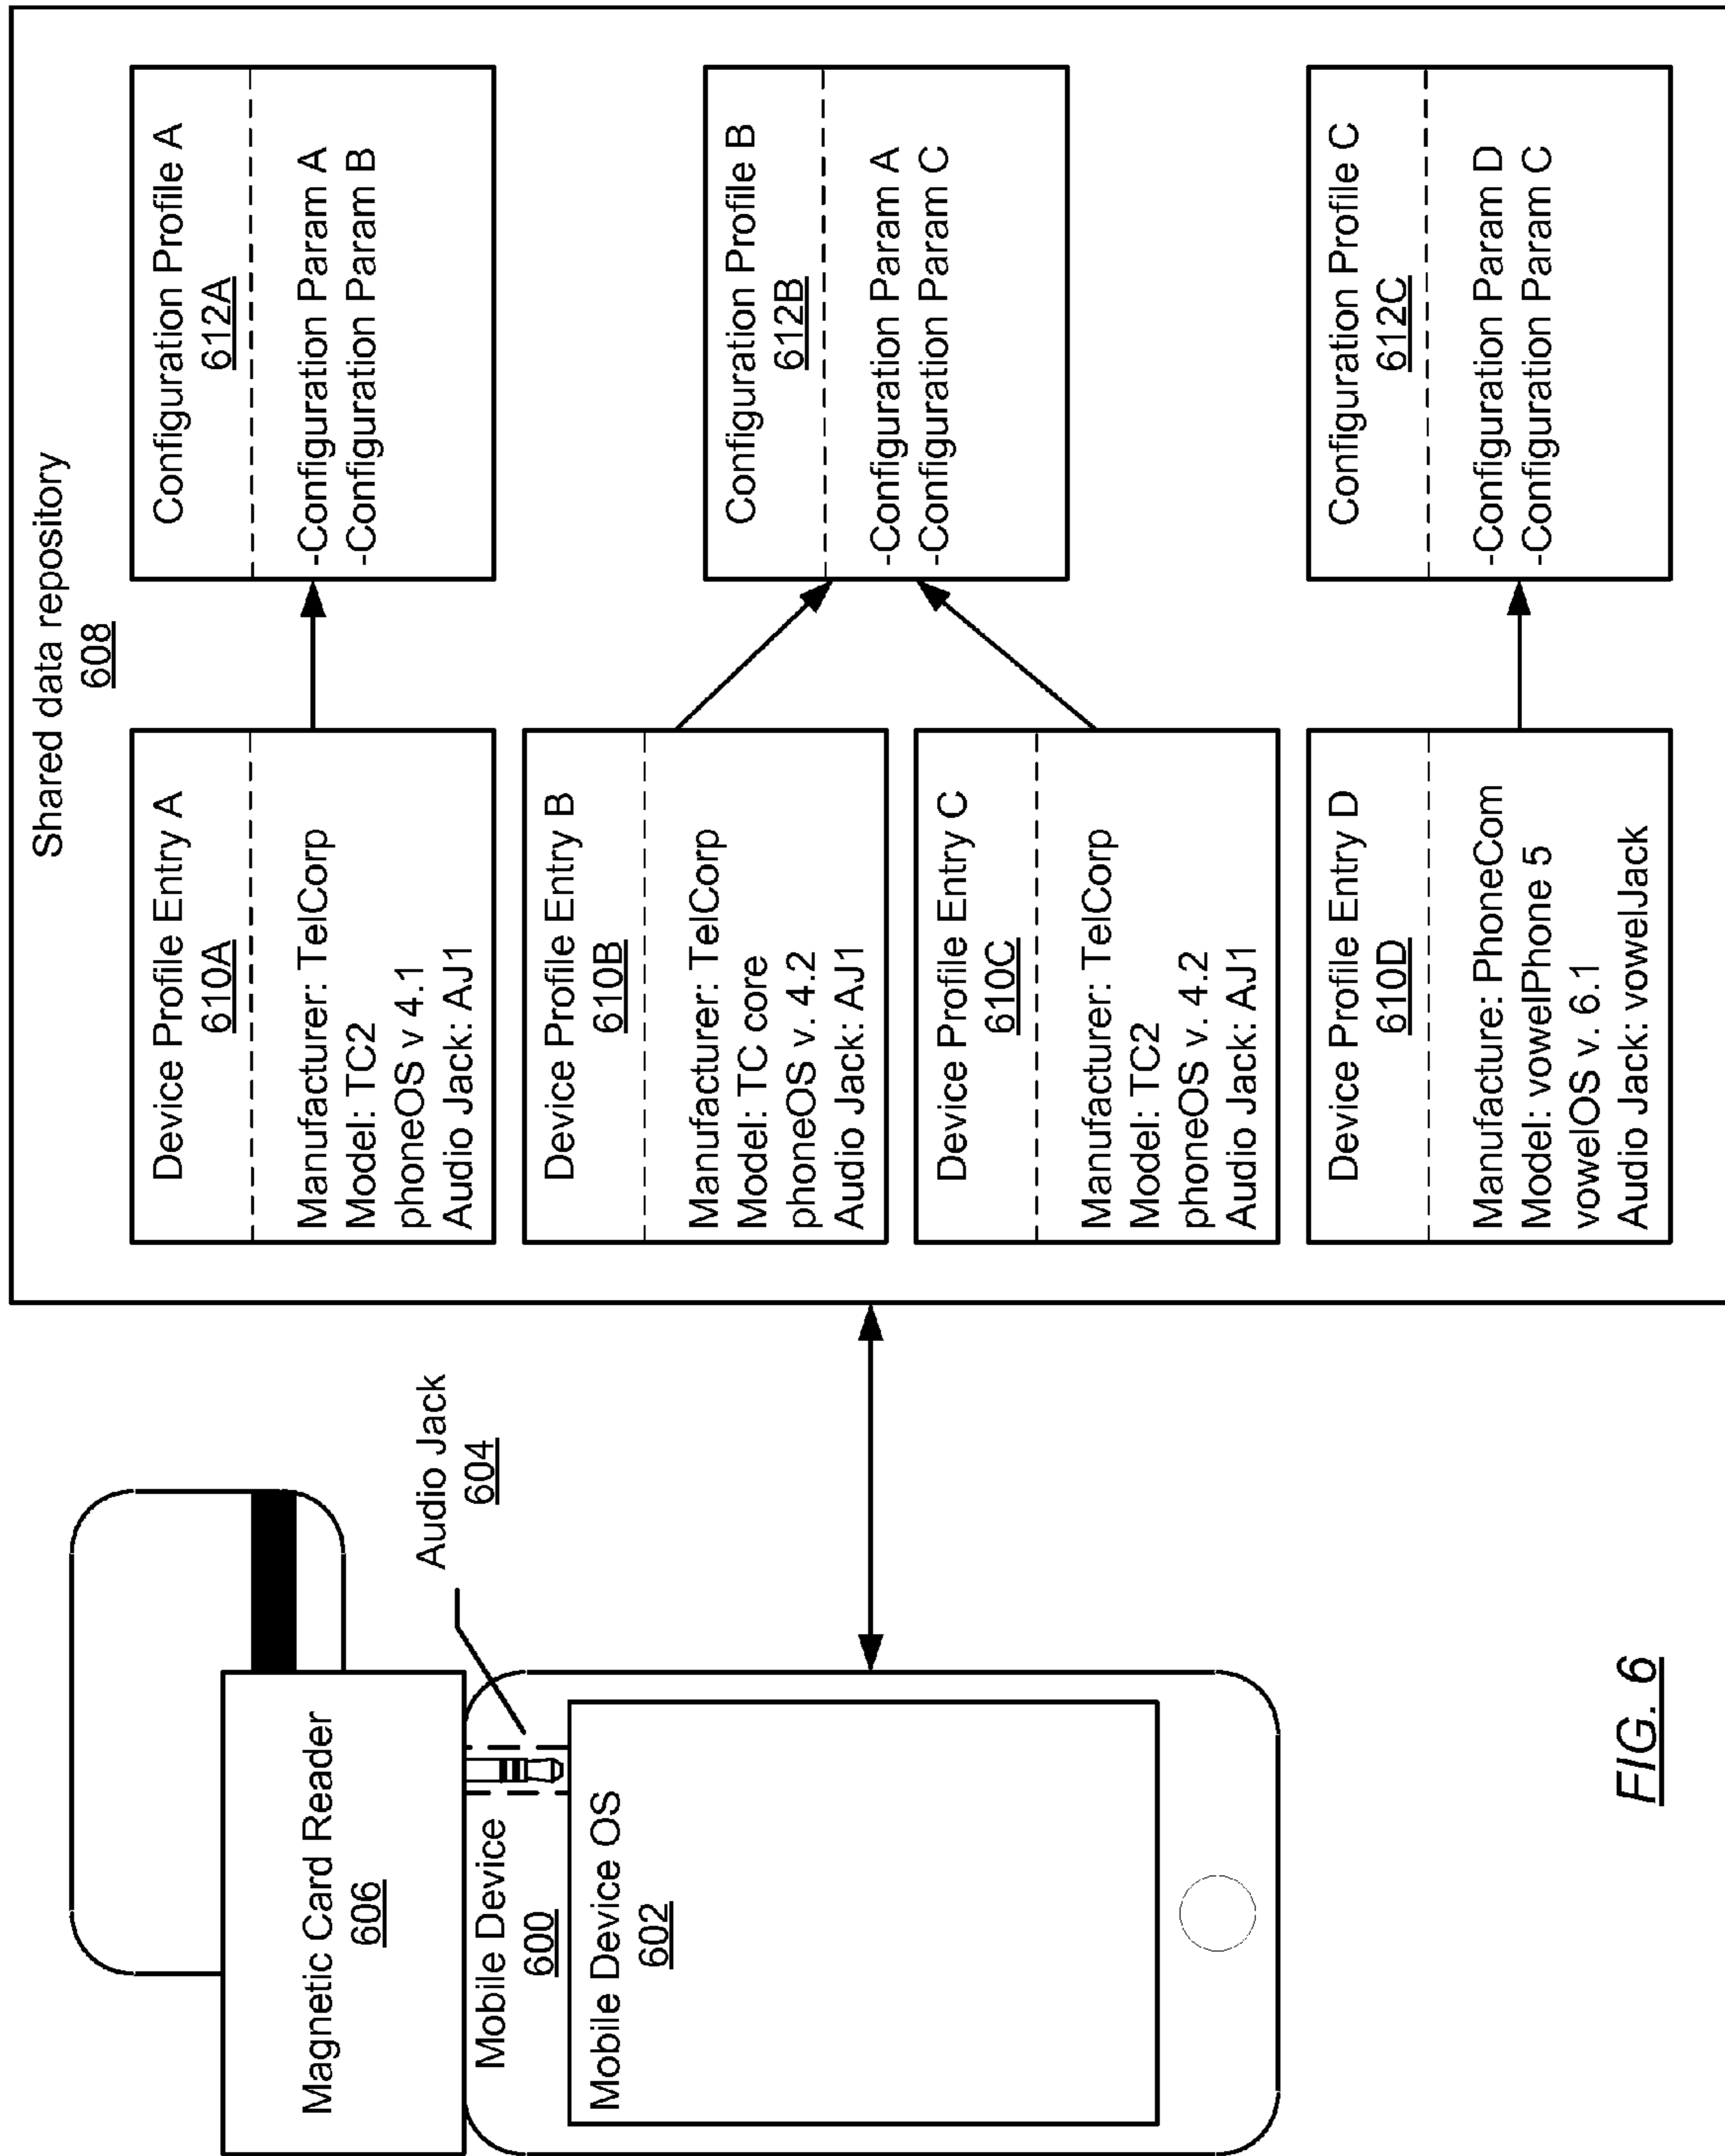 Magnetic Card Reader
606
Mobile Device
600
Mobile Device OS
602
Audio Jack
604
Shared data repository
608
Device Profile Entry A
610A
Manufacturer: TelCorp
Model: TC2
phoneOS v 4.1
Audio Jack: AJ1
Configuration Profile A
612A
-Configuration Param A
-Configuration Param B
Device Profile Entry B
610B
Manufacturer: TelCorp
Model: TC core
phoneOS v. 4.2
Audio Jack: AJ1
Configuration Profile B
612B
-Configuration Param A
-Configuration Param C
Device Profile Entry C
610C
Manufacturer: TelCorp
Model: TC2
phoneOS v. 4.2
Audio Jack: AJ1
Device Profile Entry D
610D
Manufacture: PhoneCom
Model: vowelPhone 5
vowelOS v. 6.1
Audio Jack: vowelJack
Configuration Profile C
612C
-Configuration Param D
-Configuration Param C
FIG. 6